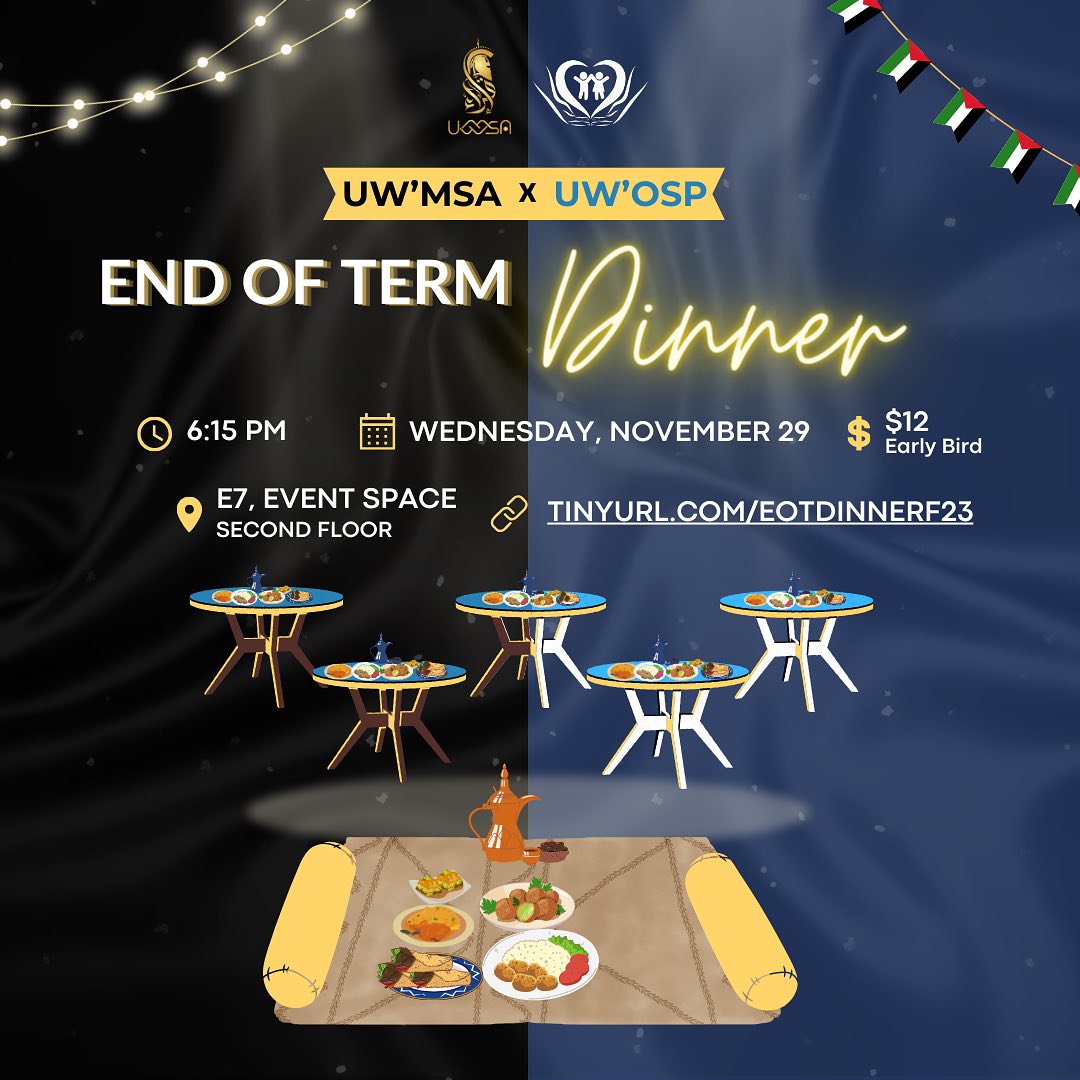 UWMSA
UW'MSA X UW'OSP
END OF TERM Dinner
6:15 PM
WEDNESDAY, NOVEMBER 29
$12
Early Bird
E7, EVENT SPACE
SECOND FLOOR
TINYURL.COM/EOTDINNERF23